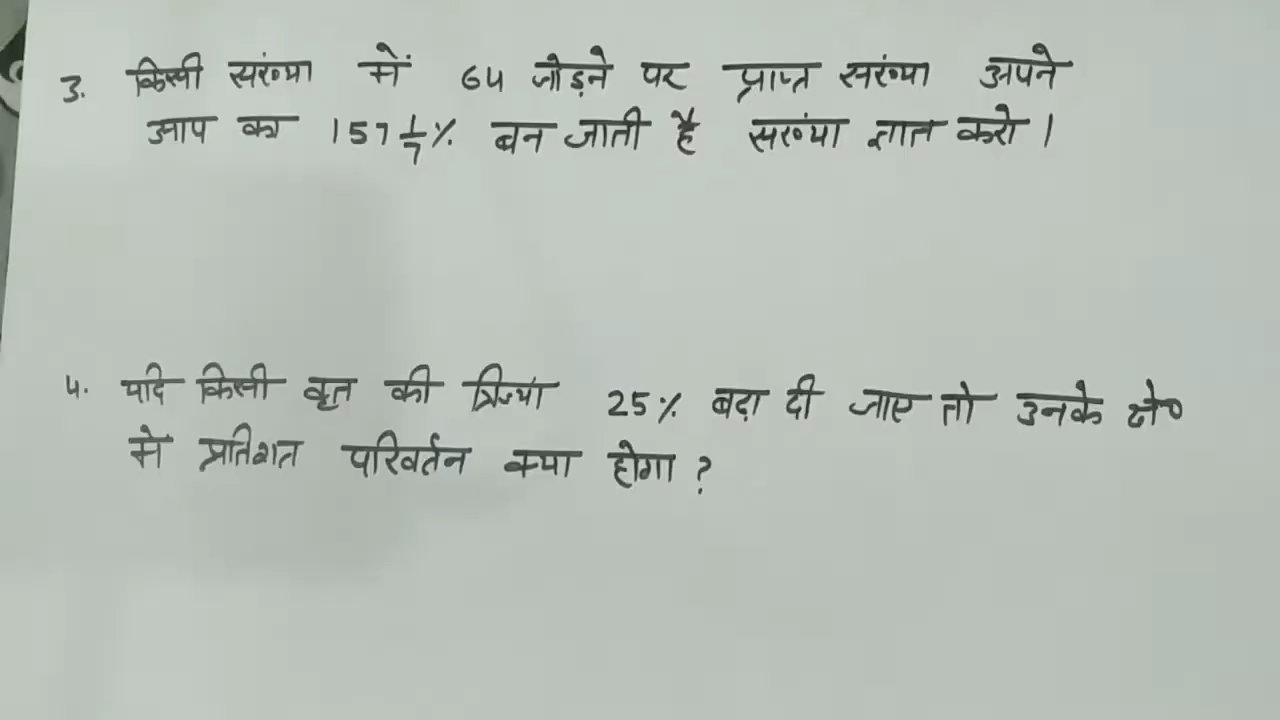 3. किसी संख्या में 64 जोड़ने पर प्राप्त संख्या अपने
आप का 157 1/7 % बन जाती है संख्या ज्ञात करो ।
4. यदि किसी वृत की त्रिज्या 25% बढ़ा दी जाए तो उनके क्षे०
मे प्रतिशत परिवर्तन क्या होगा ?